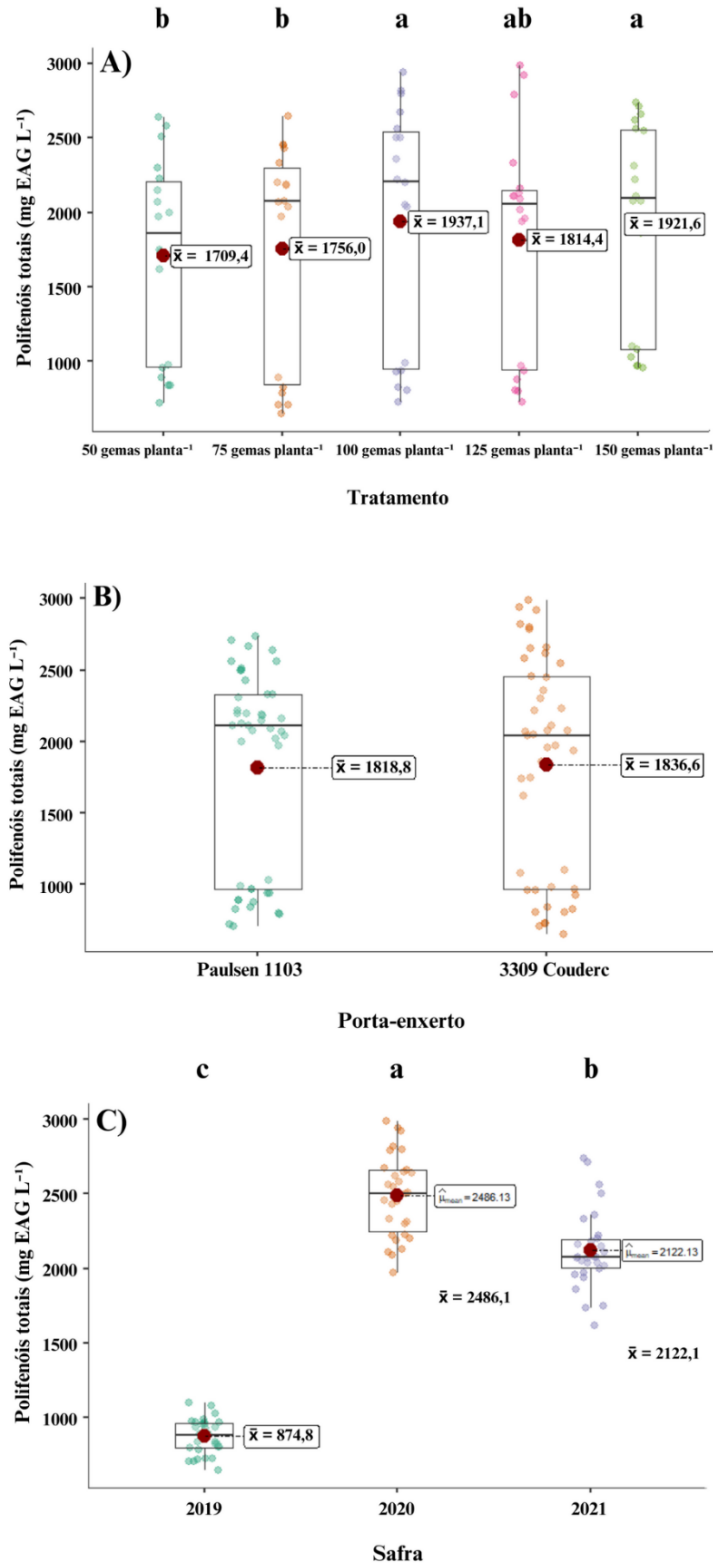 b b a ab a
A)
3000
2500
2000
1500
1000
Polifenóis totais (mg EAG L⁻¹)
x̄ = 1709,4
x̄ = 1756,0
x̄ = 1937,1
x̄ = 1814,4
x̄ = 1921,6
50 gemas planta⁻¹ 75 gemas planta⁻¹ 100 gemas planta⁻¹ 125 gemas planta⁻¹ 150 gemas planta⁻¹
Tratamento
B)
3000
2500
2000
1500
1000
Polifenóis totais (mg EAG L⁻¹)
x̄ = 1818,8
x̄ = 1836,6
Paulsen 1103 3309 Couderc
Porta-enxerto
c a b
C)
3000
2500
2000
1500
1000
Polifenóis totais (mg EAG L⁻¹)
μ̂mean = 2486.13
x̄ = 2486,1
μ̂mean = 2122.13
x̄ = 2122,1
x̄ = 874,8
2019 2020 2021
Safra